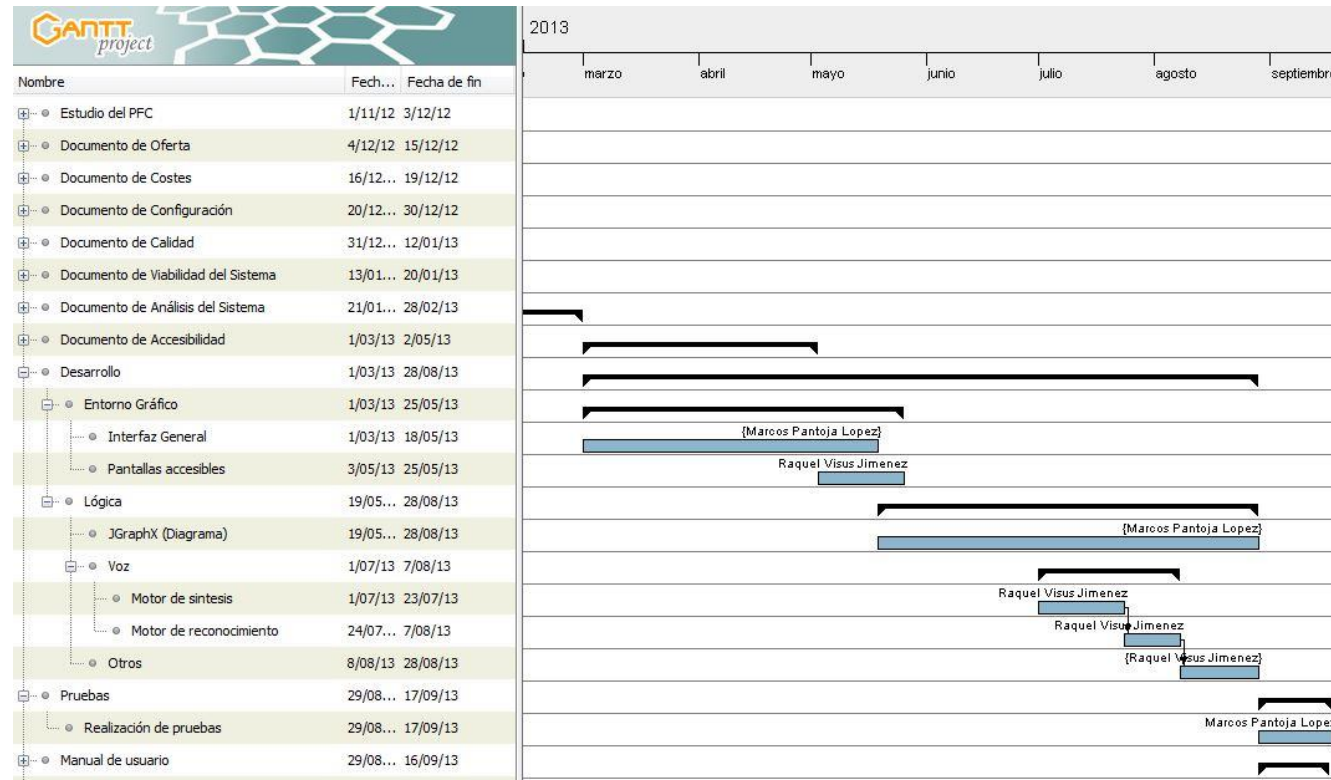 GANTT
project
2013
Nombre Fech... Fecha de fin
marzo abril mayo junio julio agosto septiembre
Estudio del PFC 1/11/12 3/12/12
Documento de Oferta 4/12/12 15/12/12
Documento de Costes 16/12... 19/12/12
Documento de Configuración 20/12... 30/12/12
Documento de Calidad 31/12... 12/01/13
Documento de Viabilidad del Sistema 13/01... 20/01/13
Documento de Análisis del Sistema 21/01... 28/02/13
Documento de Accesibilidad 1/03/13 2/05/13
Desarrollo 1/03/13 28/08/13
Entorno Gráfico 1/03/13 25/05/13
Interfaz General 1/03/13 18/05/13 {Marcos Pantoja Lopez}
Pantallas accesibles 3/05/13 25/05/13 Raquel Visus Jimenez
Lógica 19/05... 28/08/13
JGraphX (Diagrama) 19/05... 28/08/13 {Marcos Pantoja Lopez}
Voz 1/07/13 7/08/13
Motor de sintesis 1/07/13 23/07/13 Raquel Visus Jimenez
Motor de reconocimiento 24/07... 7/08/13 Raquel Visus Jimenez
Otros 8/08/13 28/08/13 {Raquel Visus Jimenez}
Pruebas 29/08... 17/09/13
Realización de pruebas 29/08... 17/09/13 Marcos Pantoja Lopez
Manual de usuario 29/08... 16/09/13